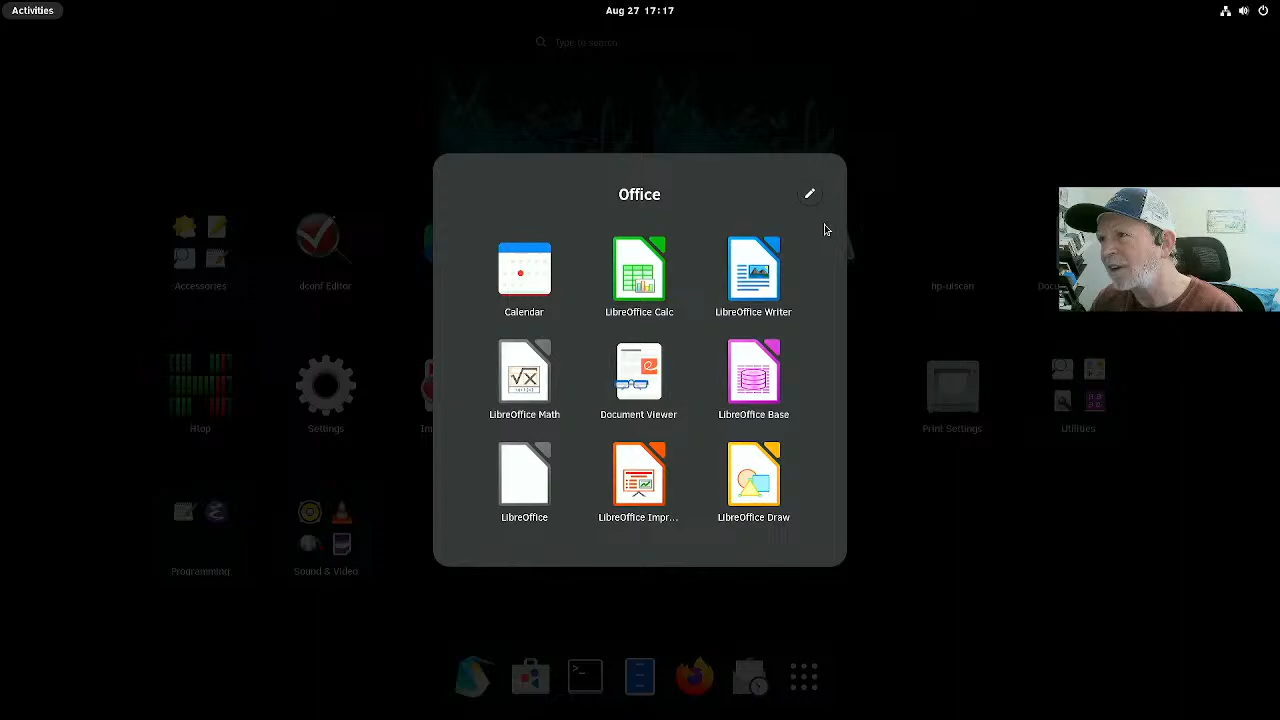 Activities
Aug 27 17:17
Type to search
Office
Calendar
LibreOffice Calc
LibreOffice Writer
LibreOffice Math
Document Viewer
LibreOffice Base
LibreOffice
LibreOffice Impr...
LibreOffice Draw
Accessories
dconf Editor
hp-uiscan
Docu
Htop
Settings
Im
Print Settings
Utilities
Programming
Sound & Video